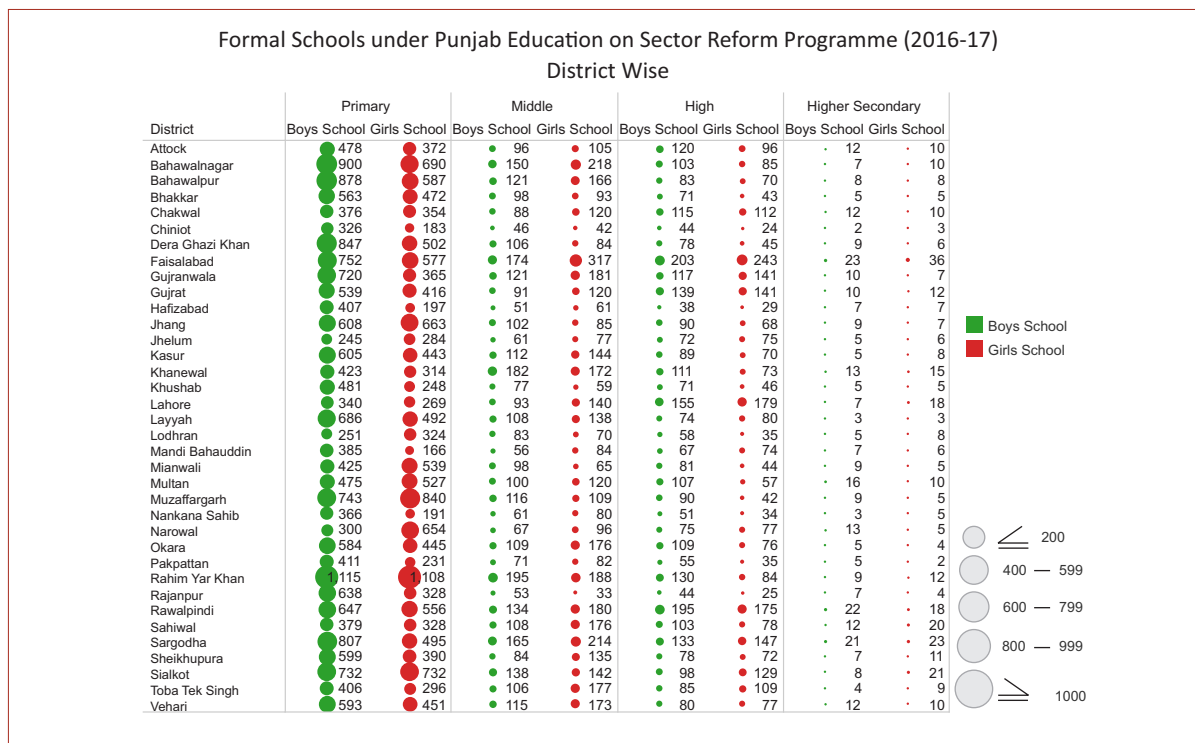 Formal Schools under Punjab Education on Sector Reform Programme (2016-17)
District Wise
Primary Middle High Higher Secondary
District Boys School Girls School Boys School Girls School Boys School Girls School Boys School Girls School
Attock 478 372 96 105 120 96 12 10
Bahawalnagar 900 690 150 218 103 85 7 10
Bahawalpur 878 587 121 166 83 70 8 8
Bhakkar 563 472 98 93 71 43 5 5
Chakwal 376 354 88 120 115 112 12 10
Chiniot 326 183 46 42 44 24 2 3
Dera Ghazi Khan 847 502 106 84 78 45 9 6
Faisalabad 752 577 174 317 203 243 23 36
Gujranwala 720 365 121 181 117 141 10 7
Gujrat 539 416 91 120 139 141 10 12
Hafizabad 407 197 51 61 38 29 7 7
Jhang 608 663 102 85 90 68 9 7
Jhelum 245 284 61 77 72 75 5 6
Kasur 605 443 112 144 89 70 5 8
Khanewal 423 314 182 172 111 73 13 15
Khushab 481 248 77 59 71 46 5 5
Lahore 340 269 93 140 155 179 7 18
Layyah 686 492 108 138 74 80 3 3
Lodhran 251 324 83 70 58 35 5 8
Mandi Bahauddin 385 166 56 84 67 74 7 6
Mianwali 425 539 98 65 81 44 9 5
Multan 475 527 100 120 107 57 16 10
Muzaffargarh 743 840 116 109 90 42 9 5
Nankana Sahib 366 191 61 80 51 34 3 5
Narowal 300 654 67 96 75 77 13 5
Okara 584 445 109 176 109 76 5 4
Pakpattan 411 231 71 82 55 35 5 2
Rahim Yar Khan 1,115 1,108 195 188 130 84 9 12
Rajanpur 638 328 53 33 44 25 7 4
Rawalpindi 647 556 134 180 195 175 22 18
Sahiwal 379 328 108 176 103 78 12 20
Sargodha 807 495 165 214 133 147 21 23
Sheikhupura 599 390 84 135 78 72 7 11
Sialkot 732 732 138 142 98 129 8 21
Toba Tek Singh 406 296 106 177 85 109 4 9
Vehari 593 451 115 173 80 77 12 10
Boys School
Girls School
≤ 200
400 — 599
600 — 799
800 — 999
≥ 1000